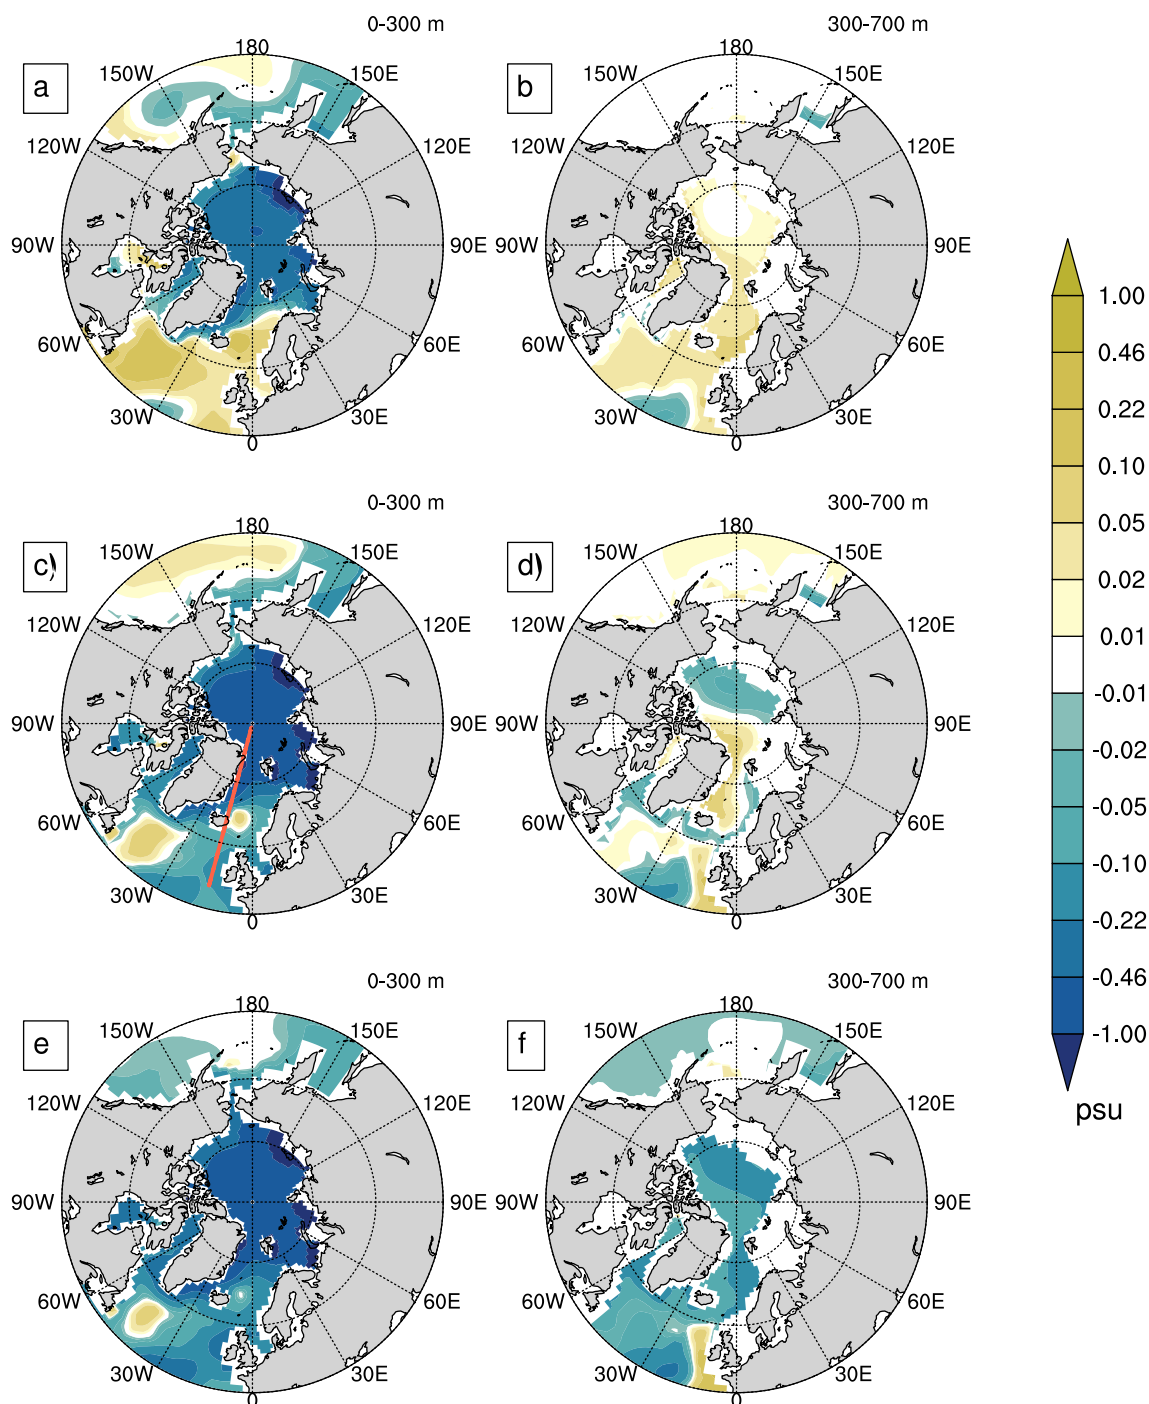 0-300 m
300-700 m
a
180
150W
150E
120W
120E
90W
90E
60W
60E
30W
30E
0
b
180
150W
150E
120W
120E
90W
90E
60W
60E
30W
30E
0
0-300 m
300-700 m
c)
180
150W
150E
120W
120E
90W
90E
60W
60E
30W
30E
0
d)
180
150W
150E
120W
120E
90W
90E
60W
60E
30W
30E
0
0-300 m
300-700 m
e
180
150W
150E
120W
120E
90W
90E
60W
60E
30W
30E
0
f
180
150W
150E
120W
120E
90W
90E
60W
60E
30W
30E
0
1.00
0.46
0.22
0.10
0.05
0.02
0.01
-0.01
-0.02
-0.05
-0.10
-0.22
-0.46
-1.00
psu